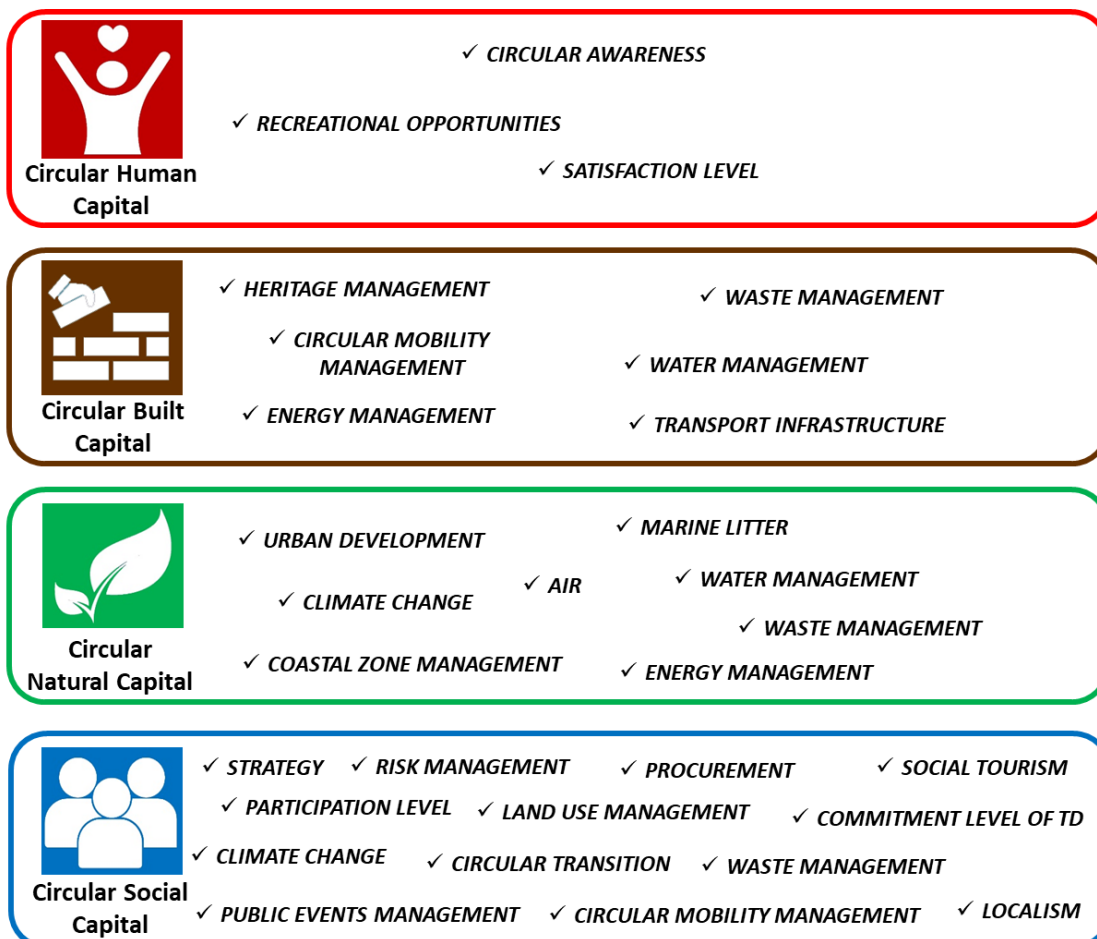 ✓ CIRCULAR AWARENESS
✓ RECREATIONAL OPPORTUNITIES
✓ SATISFACTION LEVEL
Circular Human
Capital
✓ HERITAGE MANAGEMENT
✓ WASTE MANAGEMENT
✓ CIRCULAR MOBILITY
MANAGEMENT
✓ WATER MANAGEMENT
✓ ENERGY MANAGEMENT
✓ TRANSPORT INFRASTRUCTURE
Circular Built
Capital
✓ URBAN DEVELOPMENT
✓ MARINE LITTER
✓ AIR
✓ WATER MANAGEMENT
✓ CLIMATE CHANGE
✓ WASTE MANAGEMENT
✓ COASTAL ZONE MANAGEMENT
✓ ENERGY MANAGEMENT
Circular
Natural Capital
✓ STRATEGY ✓ RISK MANAGEMENT ✓ PROCUREMENT ✓ SOCIAL TOURISM
✓ PARTICIPATION LEVEL ✓ LAND USE MANAGEMENT ✓ COMMITMENT LEVEL OF TD
✓ CLIMATE CHANGE ✓ CIRCULAR TRANSITION ✓ WASTE MANAGEMENT
✓ PUBLIC EVENTS MANAGEMENT ✓ CIRCULAR MOBILITY MANAGEMENT ✓ LOCALISM
Circular Social
Capital